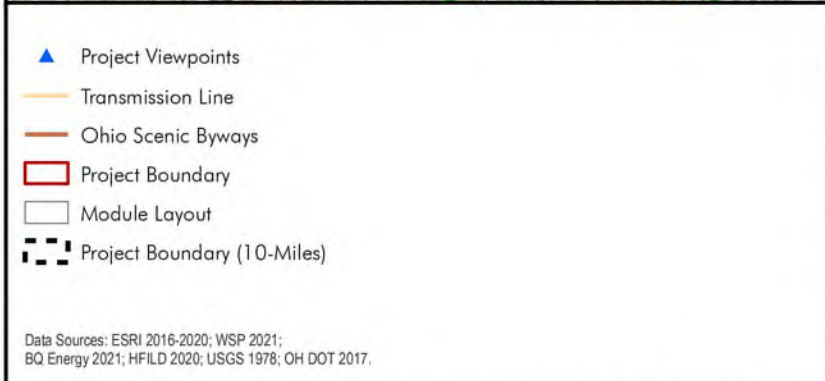 Project Viewpoints
Transmission Line
Ohio Scenic Byways
Project Boundary
Module Layout
Project Boundary (10-Miles)
Data Sources: ESRI 2016-2020; WSP 2021;
BQ Energy 2021; HFILD 2020; USGS 1978; OH DOT 2017.